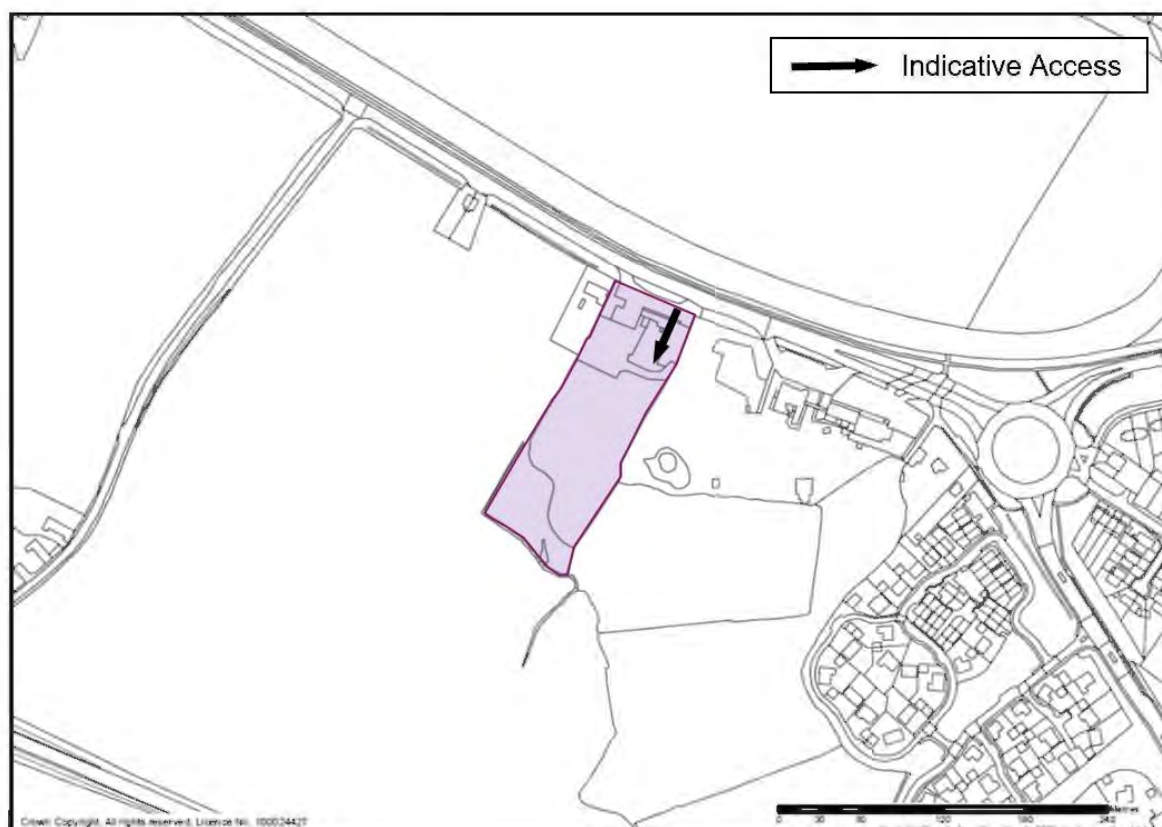 Indicative Access
Crown Copyright. All rights reserved. Licence No. 100024427
Metres
0 30 60 120 180 240